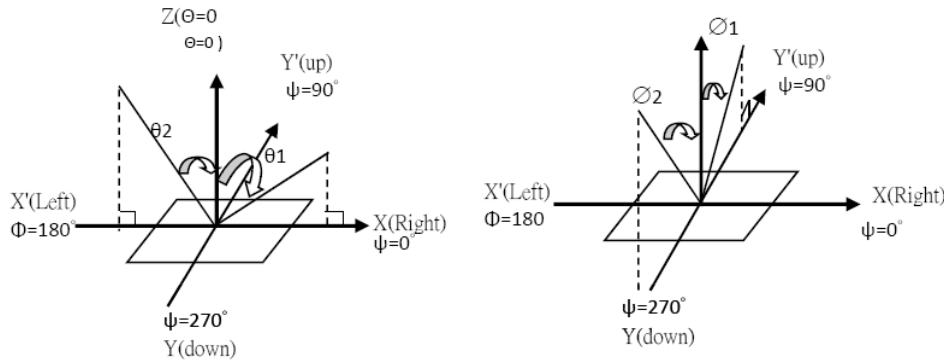 Z(Θ=0
Θ=0 )
Y'(up)
ψ=90°
θ2
θ1
X'(Left)
Φ=180°
X(Right)
ψ=0°
ψ=270°
Y(down)
∅1
Y'(up)
ψ=90°
∅2
X'(Left)
Φ=180
X(Right)
ψ=0°
ψ=270°
Y(down)